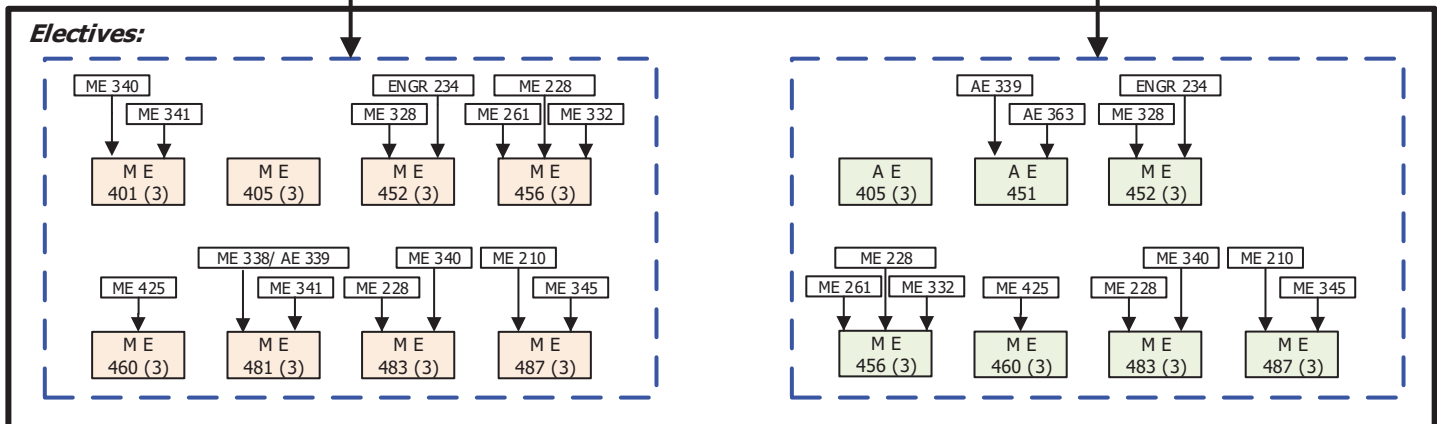 Electives:
ME 340
ME 341
M E
401 (3)
M E
405 (3)
ENGR 234
ME 328
M E
452 (3)
ME 228
ME 261
ME 332
M E
456 (3)
ME 425
M E
460 (3)
ME 338/ AE 339
ME 341
M E
481 (3)
ME 340
ME 228
M E
483 (3)
ME 210
ME 345
M E
487 (3)
A E
405 (3)
AE 339
AE 363
A E
451
ENGR 234
ME 328
M E
452 (3)
ME 228
ME 261
ME 332
M E
456 (3)
ME 425
M E
460 (3)
ME 340
ME 228
M E
483 (3)
ME 210
ME 345
M E
487 (3)